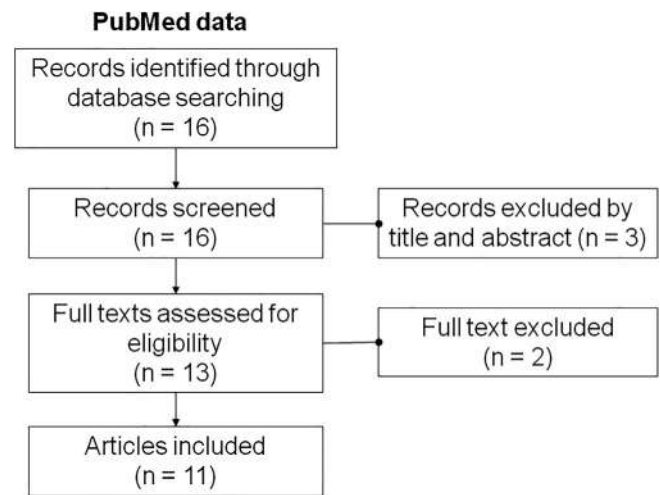 PubMed data
Records identified through
database searching
(n = 16)
Records screened
(n = 16)
Records excluded by
title and abstract (n = 3)
Full texts assessed for
eligibility
(n = 13)
Full text excluded
(n = 2)
Articles included
(n = 11)